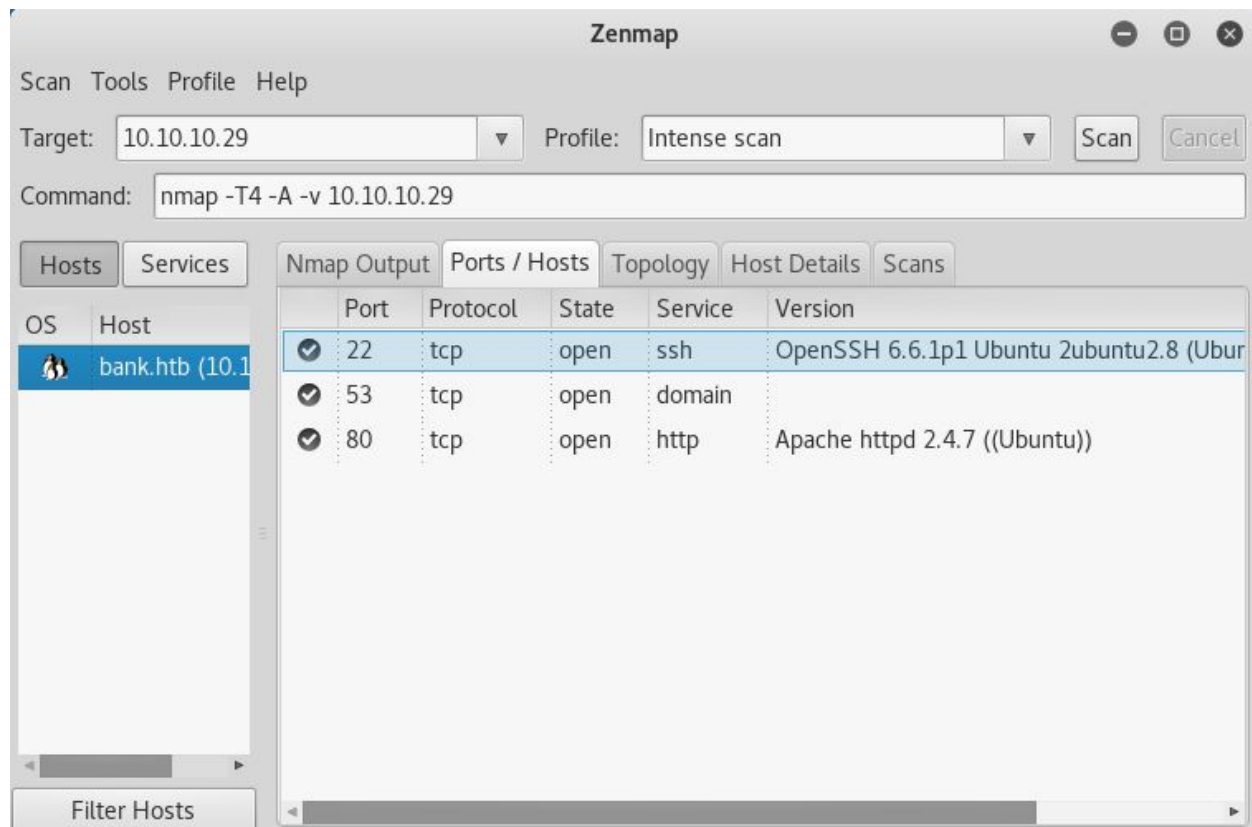 Zenmap
Scan Tools Profile Help
Target: 10.10.10.29 Profile: Intense scan Scan Cancel
Command: nmap -T4 -A -v 10.10.10.29
Hosts Services Nmap Output Ports / Hosts Topology Host Details Scans
OS Host Port Protocol State Service Version
bank.htb (10.1 22 tcp open ssh OpenSSH 6.6.1p1 Ubuntu 2ubuntu2.8 (Ubur
53 tcp open domain
80 tcp open http Apache httpd 2.4.7 ((Ubuntu))
Filter Hosts